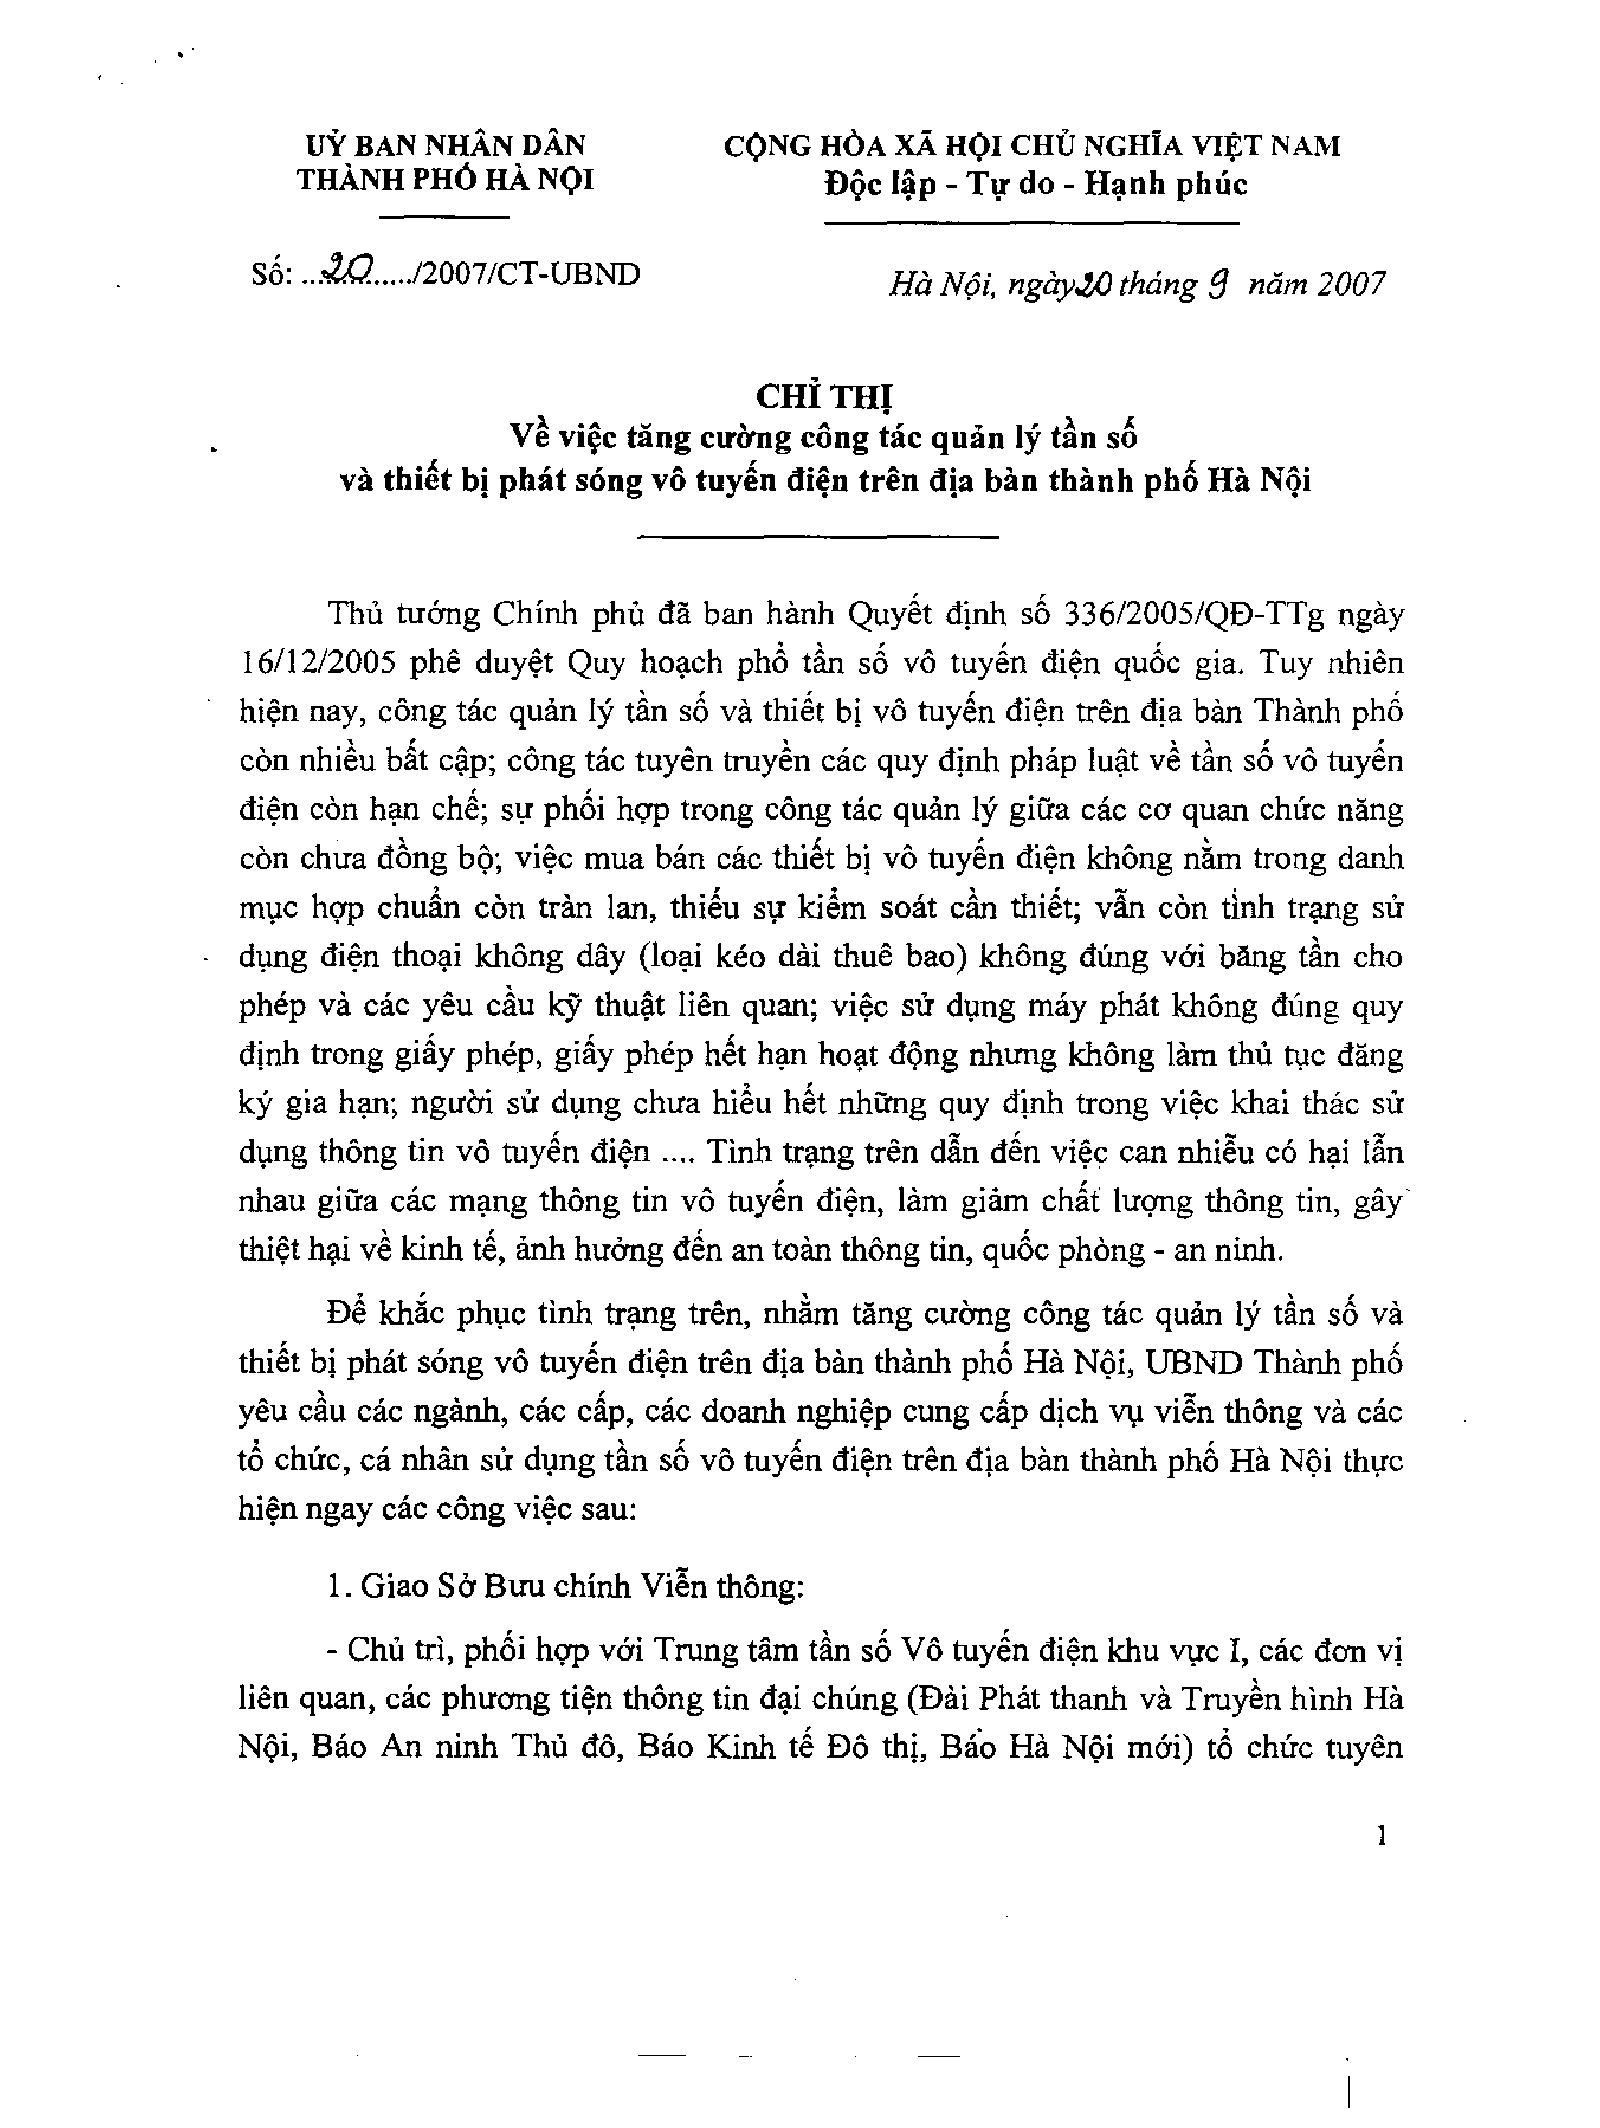 UỶ BAN NHÂN DÂN
THÀNH PHỐ HÀ NỘI
CỘNG HÒA XÃ HỘI CHỦ NGHĨA VIỆT NAM
Độc lập - Tự do - Hạnh phúc
Số: ...20...../2007/CT-UBND
Hà Nội, ngày 20 tháng 9 năm 2007
CHỈ THỊ
Về việc tăng cường công tác quản lý tần số
và thiết bị phát sóng vô tuyến điện trên địa bàn thành phố Hà Nội
Thủ tướng Chính phủ đã ban hành Quyết định số 336/2005/QĐ-TTg ngày
16/12/2005 phê duyệt Quy hoạch phổ tần số vô tuyến điện quốc gia. Tuy nhiên
hiện nay, công tác quản lý tần số và thiết bị vô tuyến điện trên địa bàn Thành phố
còn nhiều bất cập; công tác tuyên truyền các quy định pháp luật về tần số vô tuyến
điện còn hạn chế; sự phối hợp trong công tác quản lý giữa các cơ quan chức năng
còn chưa đồng bộ; việc mua bán các thiết bị vô tuyến điện không nằm trong danh
mục hợp chuẩn còn tràn lan, thiếu sự kiểm soát cần thiết; vẫn còn tình trạng sử
dụng điện thoại không dây (loại kéo dài thuê bao) không đúng với băng tần cho
phép và các yêu cầu kỹ thuật liên quan; việc sử dụng máy phát không đúng quy
định trong giấy phép, giấy phép hết hạn hoạt động nhưng không làm thủ tục đăng
ký gia hạn; người sử dụng chưa hiểu hết những quy định trong việc khai thác sử
dụng thông tin vô tuyến điện .... Tình trạng trên dẫn đến việc can nhiễu có hại lẫn
nhau giữa các mạng thông tin vô tuyến điện, làm giảm chất lượng thông tin, gây
thiệt hại về kinh tế, ảnh hưởng đến an toàn thông tin, quốc phòng - an ninh.
Để khắc phục tình trạng trên, nhằm tăng cường công tác quản lý tần số và
thiết bị phát sóng vô tuyến điện trên địa bàn thành phố Hà Nội, UBND Thành phố
yêu cầu các ngành, các cấp, các doanh nghiệp cung cấp dịch vụ viễn thông và các
tổ chức, cá nhân sử dụng tần số vô tuyến điện trên địa bàn thành phố Hà Nội thực
hiện ngay các công việc sau:
1. Giao Sở Bưu chính Viễn thông:
- Chủ trì, phối hợp với Trung tâm tần số Vô tuyến điện khu vực I, các đơn vị
liên quan, các phương tiện thông tin đại chúng (Đài Phát thanh và Truyền hình Hà
Nội, Báo An ninh Thủ đô, Báo Kinh tế Đô thị, Báo Hà Nội mới) tổ chức tuyên
1